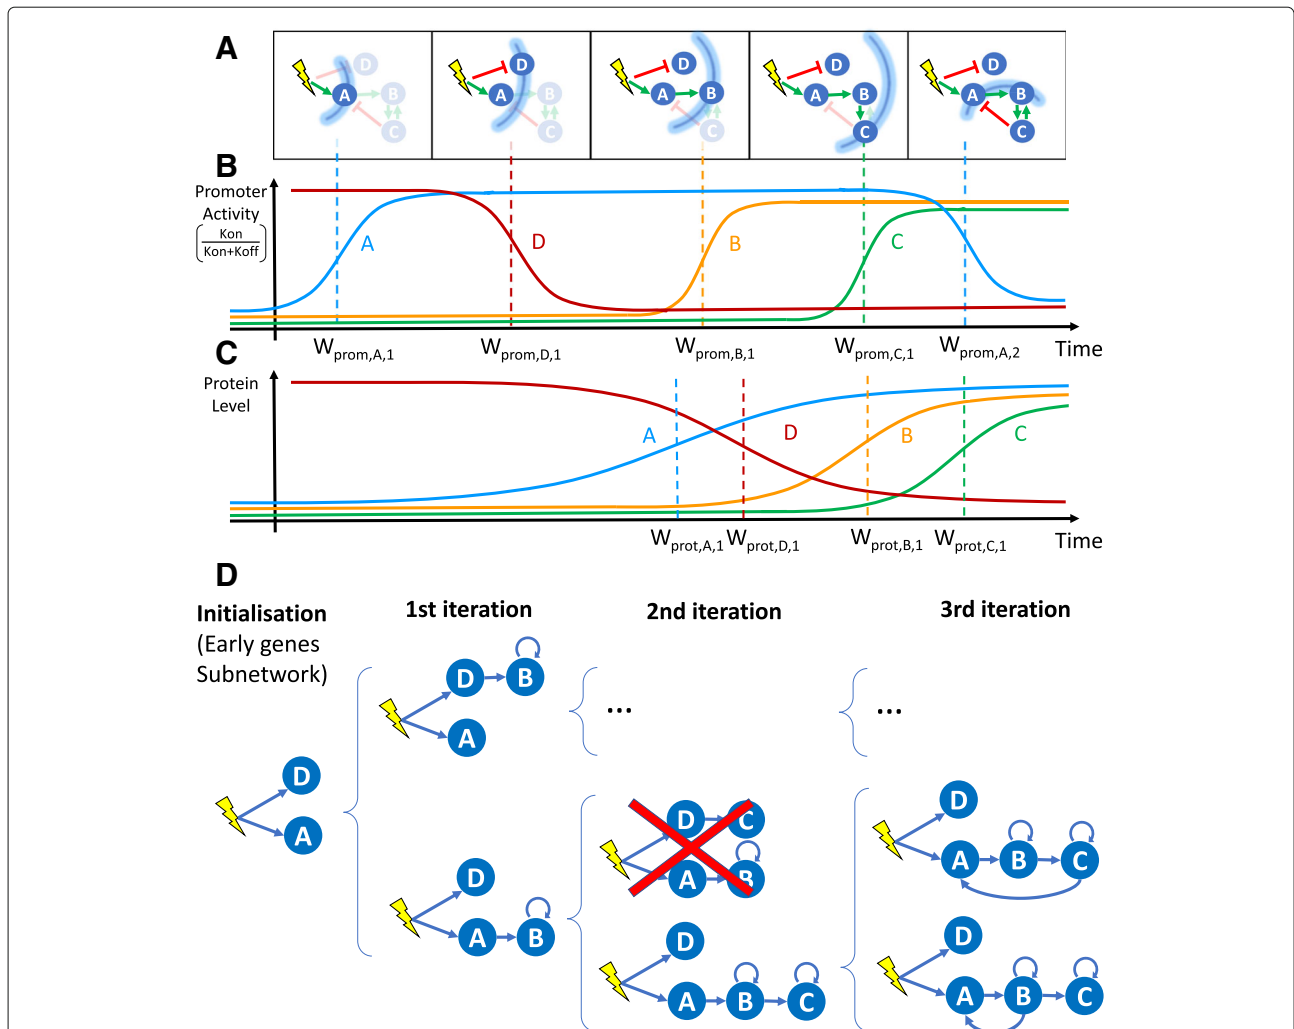 A
D
A
B
C
D
A
B
C
D
A
B
C
D
A
B
C
D
A
B
C
B
Promoter
Activity
Kon
Kon+Koff
A
D
B
C
Wprom,A,1
Wprom,D,1
Wprom,B,1
Wprom,C,1
Wprom,A,2
Time
C
Protein
Level
A
D
B
C
Wprot,A,1
Wprot,D,1
Wprot,B,1
Wprot,C,1
Time
D
Initialisation
(Early genes
Subnetwork)
1st iteration
2nd iteration
3rd iteration
D
A
D
B
A
D
A
B
...
D
C
A
B
D
A
B
C
...
D
A
B
C
D
A
B
C